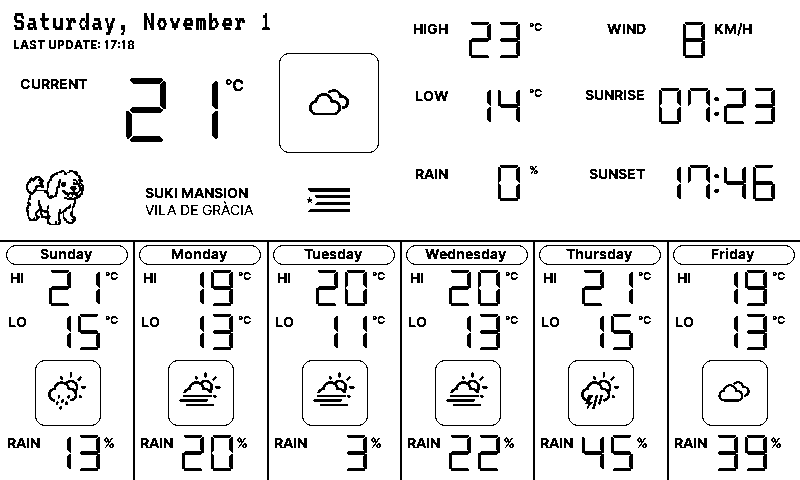 Saturday, November 1
LAST UPDATE: 17:18
CURRENT 21 °C
HIGH 23 °C
WIND 8 KM/H
LOW 14 °C
SUNRISE 07:23
RAIN 0 %
SUNSET 17:46
SUKI MANSION
VILA DE GRÀCIA
Sunday
HI 21 °C
LO 15 °C
RAIN 13 %
Monday
HI 19 °C
LO 13 °C
RAIN 20 %
Tuesday
HI 20 °C
LO 11 °C
RAIN 3 %
Wednesday
HI 20 °C
LO 13 °C
RAIN 22 %
Thursday
HI 21 °C
LO 15 °C
RAIN 45 %
Friday
HI 19 °C
LO 13 °C
RAIN 39 %